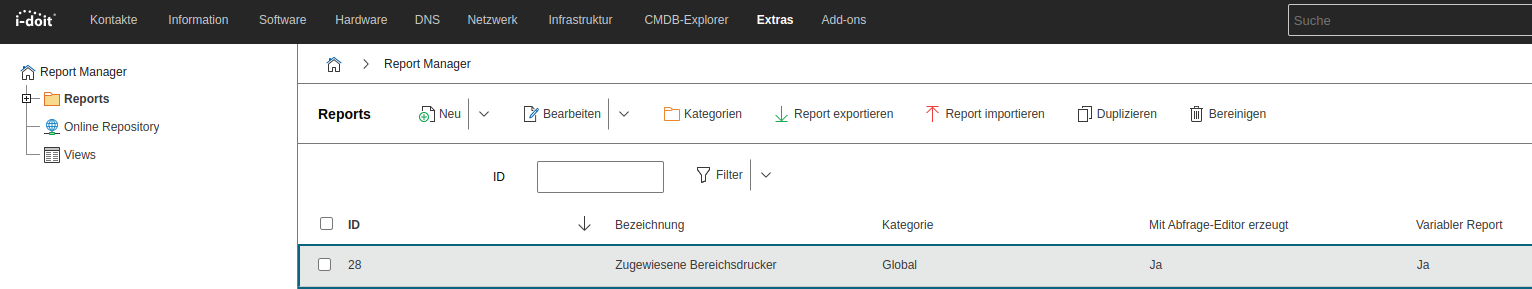 i-doit Kontakte Information Software Hardware DNS Netzwerk Infrastruktur CMDB-Explorer Extras Add-ons Suche
Report Manager
Reports
Online Repository
Views
Report Manager
Reports Neu Bearbeiten Kategorien Report exportieren Report importieren Duplizieren Bereinigen
ID Filter
ID Bezeichnung Kategorie Mit Abfrage-Editor erzeugt Variabler Report
28 Zugewiesene Bereichsdrucker Global Ja Ja